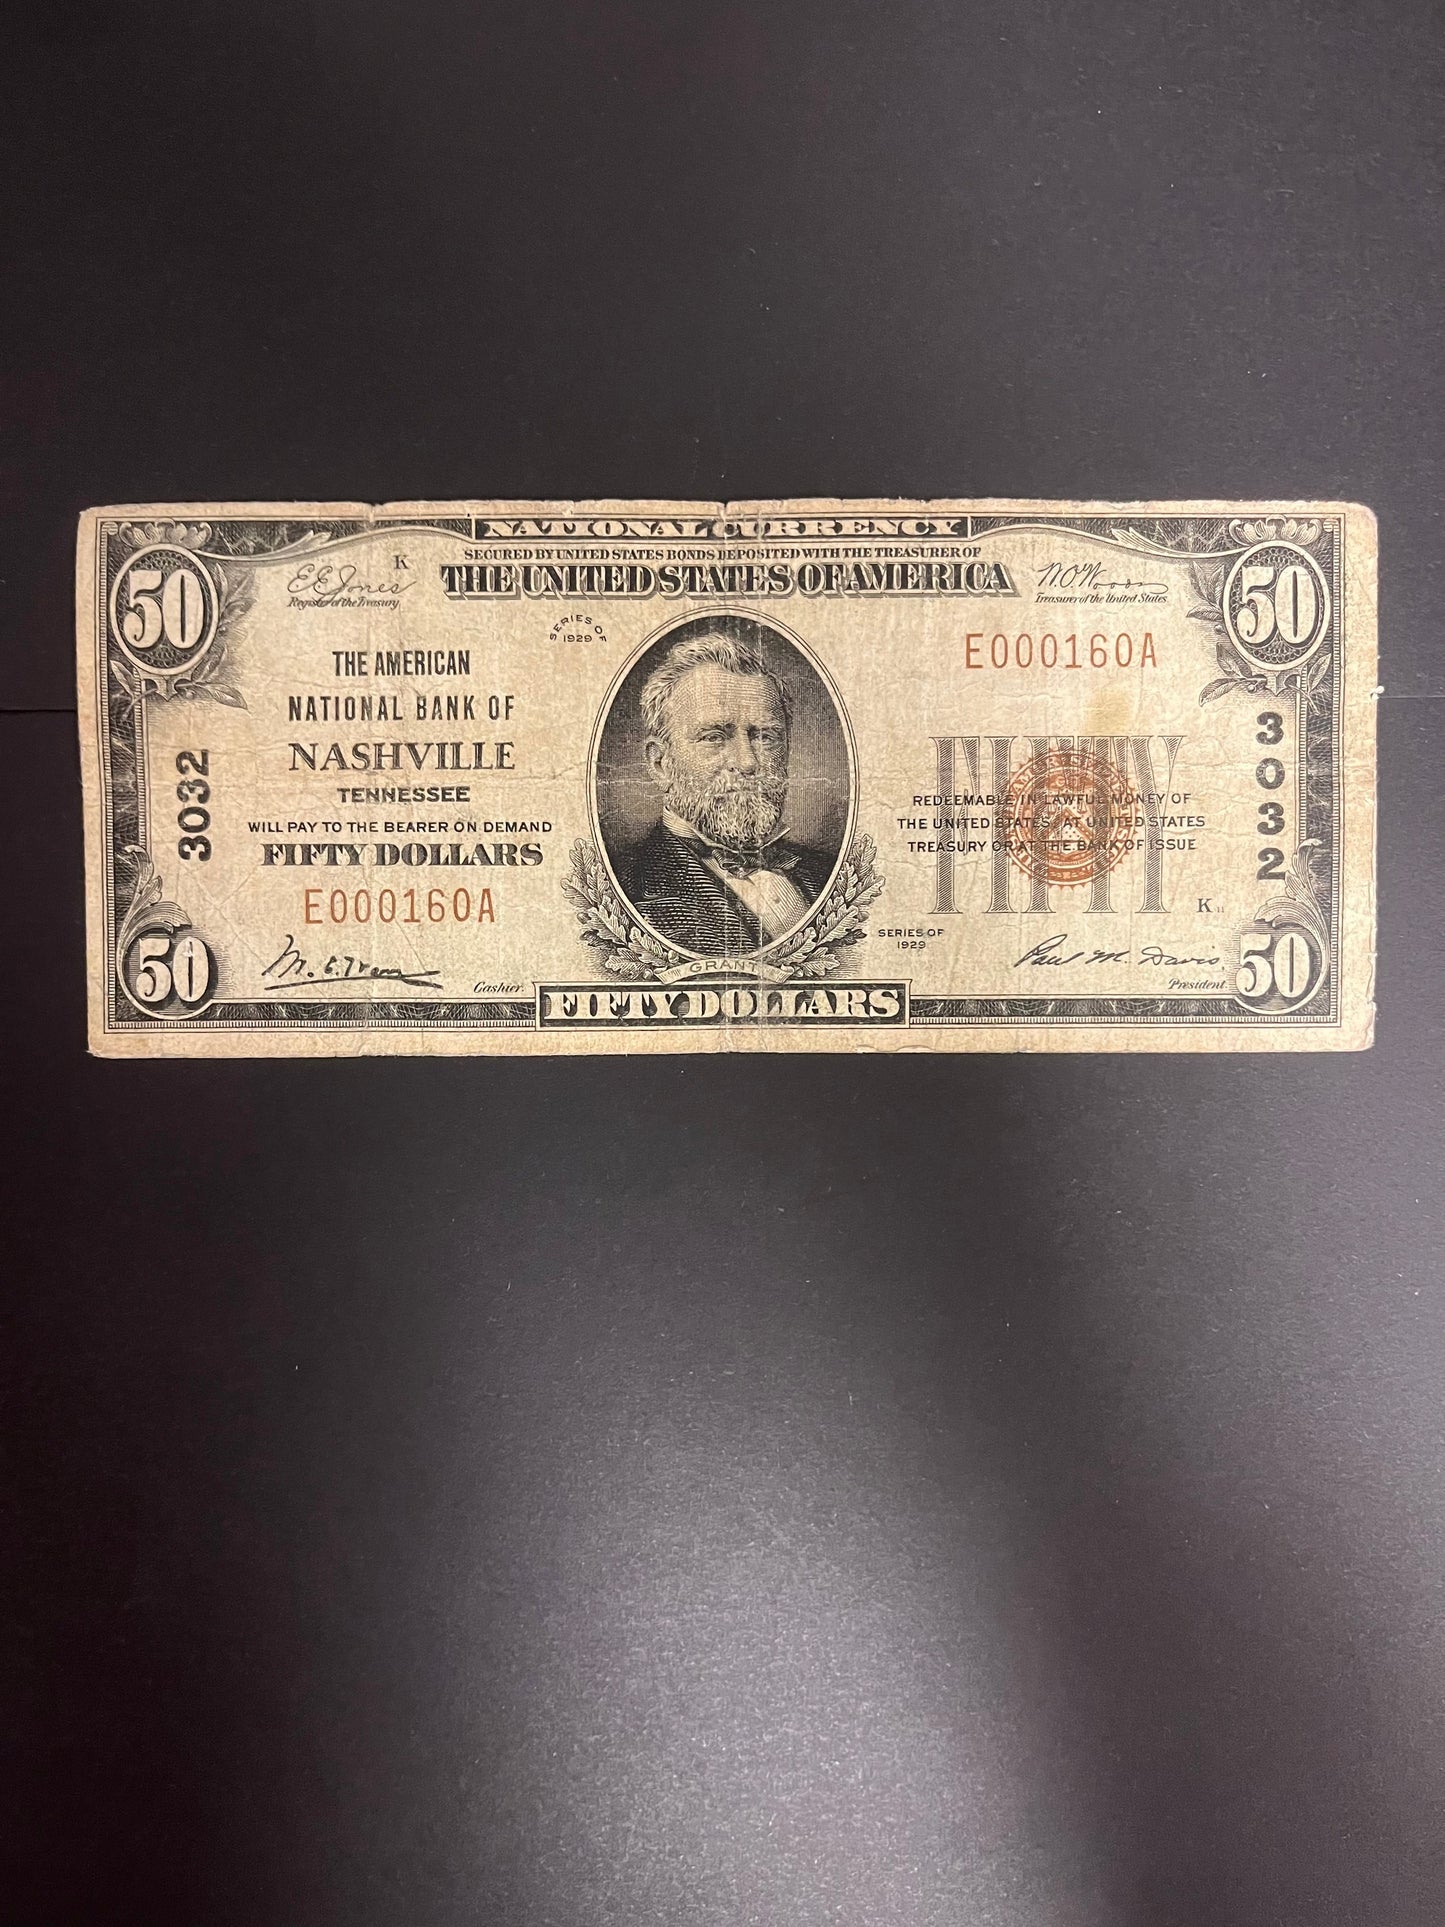 NATIONAL CURRENCY
SECURED BY UNITED STATES BONDS DEPOSITED WITH THE TREASURER OF
THE UNITED STATES OF AMERICA
50
K
E.E. Jones
Register of the Treasury
W.O. Woods
Treasurer of the United States
50
SERIES OF
1929
E000160A
THE AMERICAN
NATIONAL BANK OF
NASHVILLE
TENNESSEE
WILL PAY TO THE BEARER ON DEMAND
FIFTY DOLLARS
E000160A
3032
3032
FIFTY
REDEEMABLE IN LAWFUL MONEY OF
THE UNITED STATES AT UNITED STATES
TREASURY OR AT THE BANK OF ISSUE
K
SERIES OF
1929
GRANT
Cashier.
Paul M. Davis,
President.
50
FIFTY DOLLARS
50